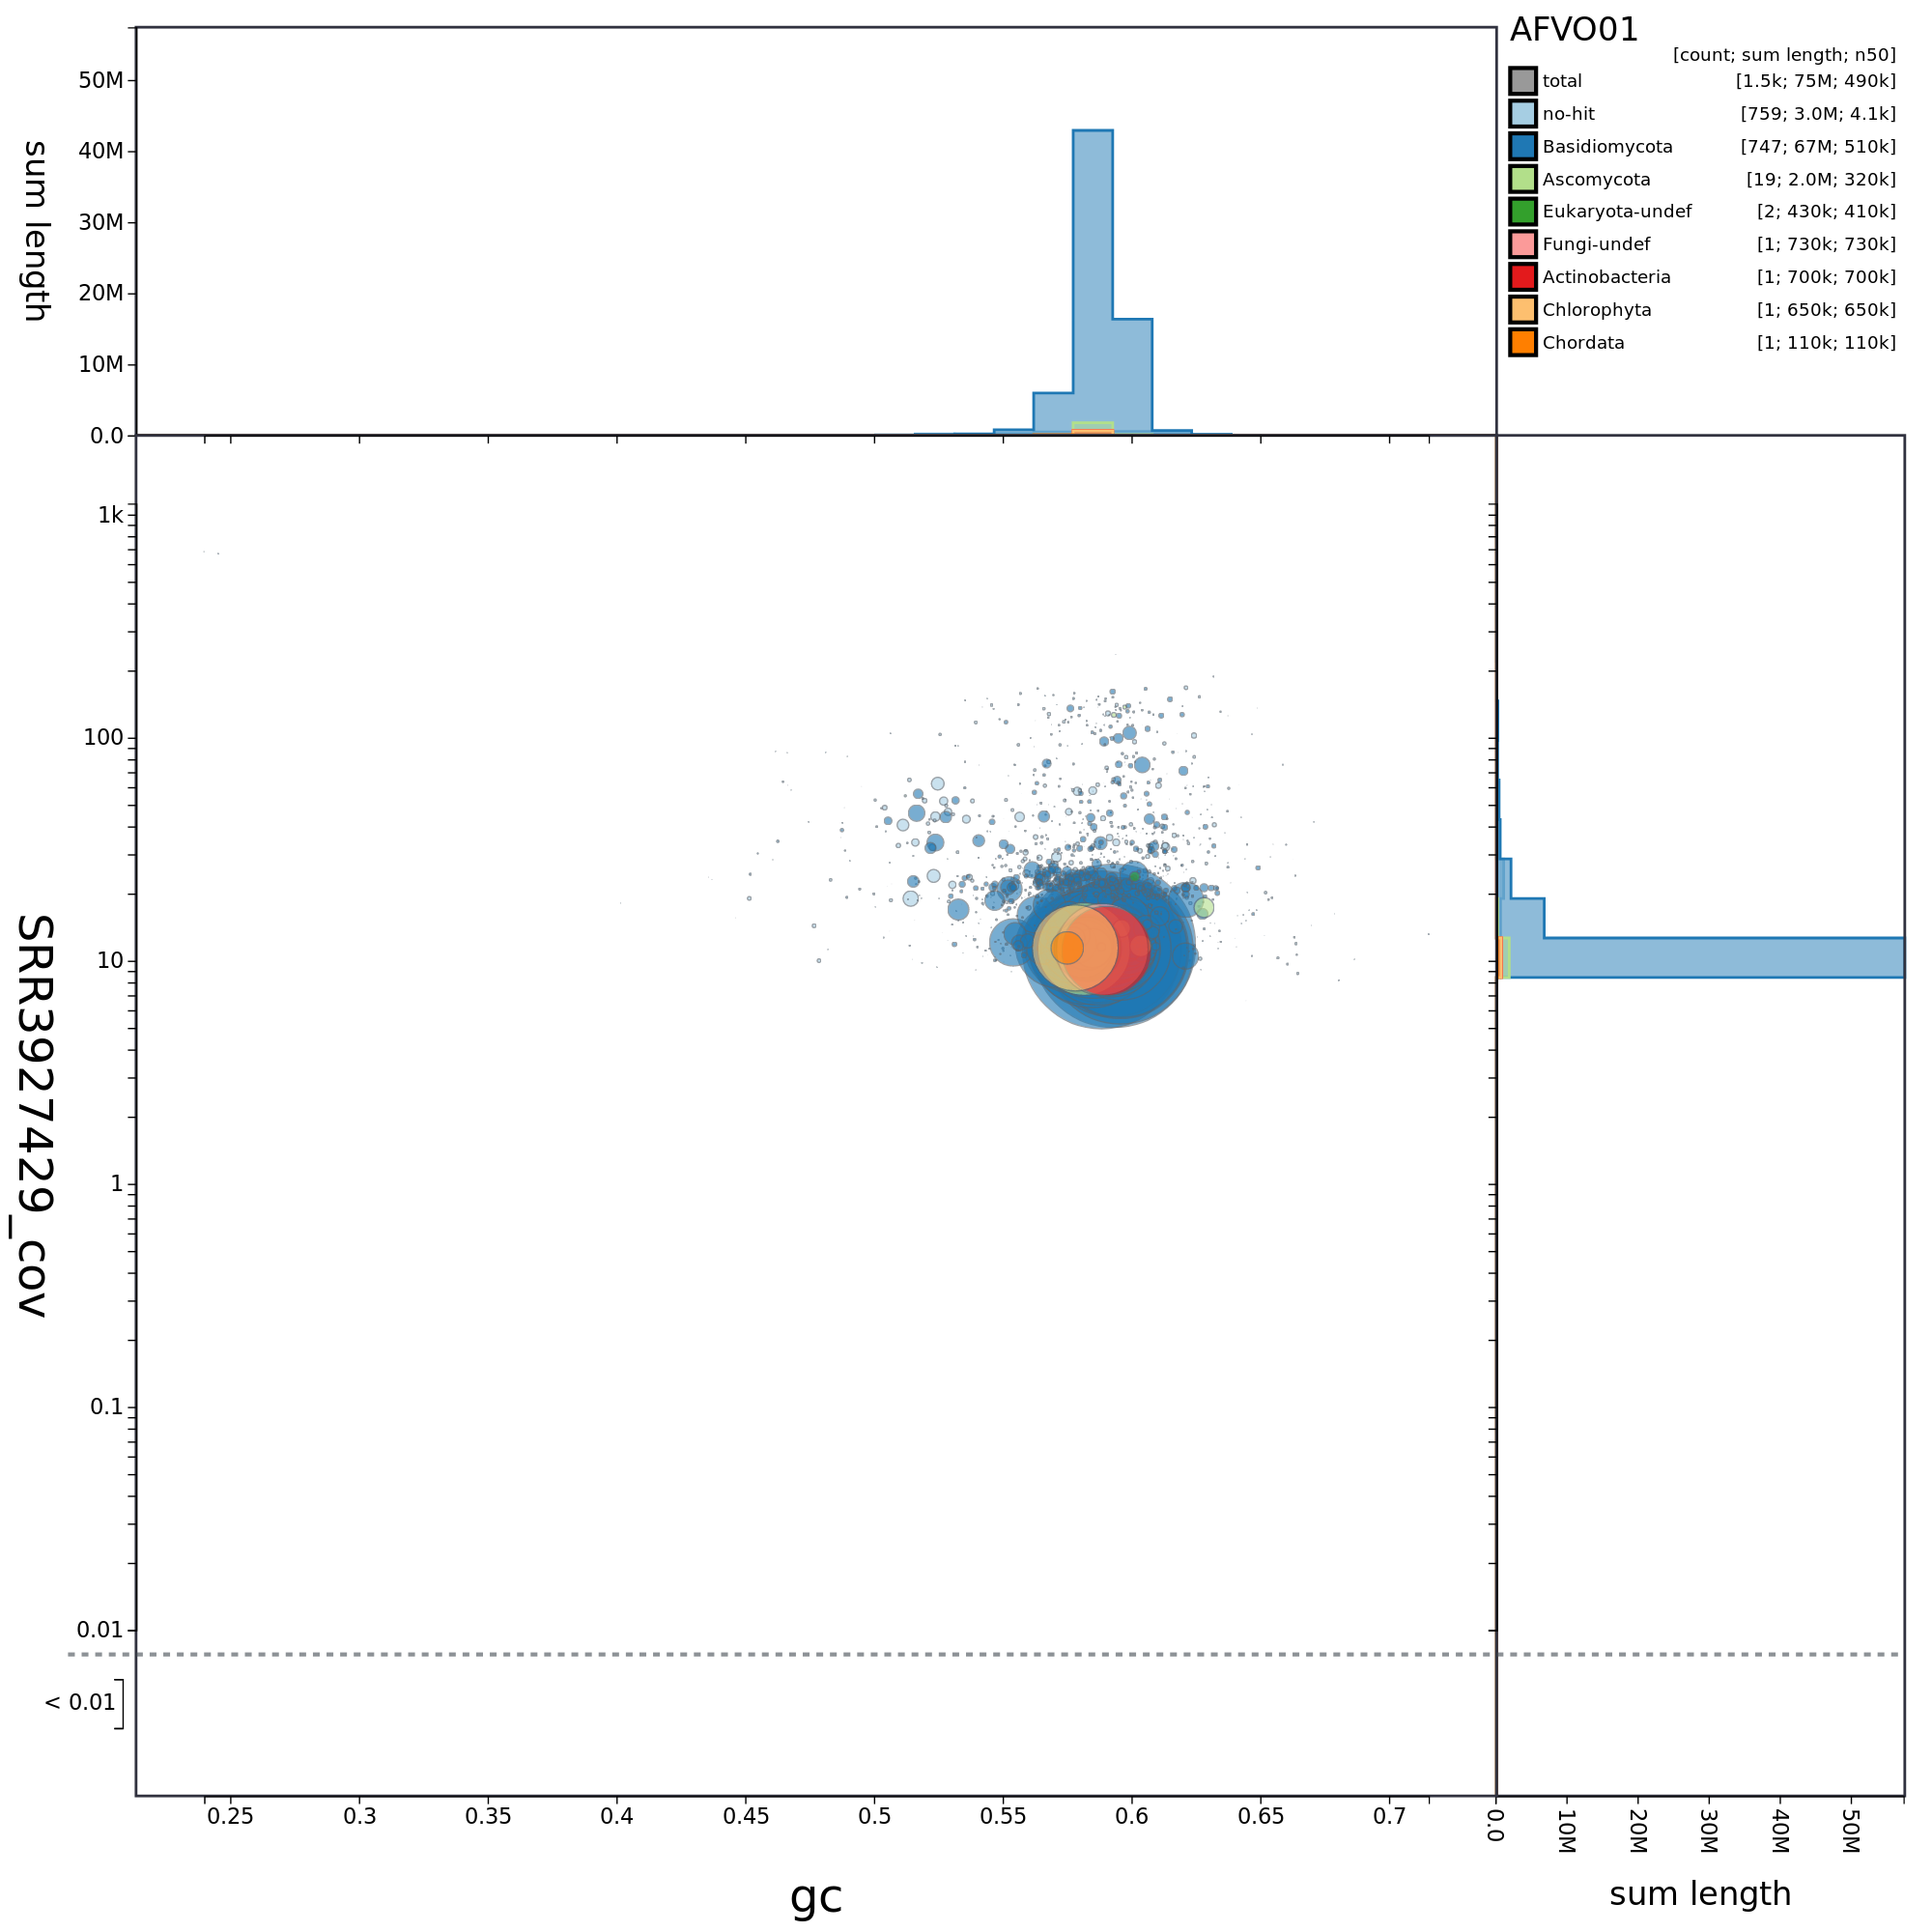 AFVO01
[count; sum length; n50]
total [1.5k; 75M; 490k]
no-hit [759; 3.0M; 4.1k]
Basidiomycota [747; 67M; 510k]
Ascomycota [19; 2.0M; 320k]
Eukaryota-undef [2; 430k; 410k]
Fungi-undef [1; 730k; 730k]
Actinobacteria [1; 700k; 700k]
Chlorophyta [1; 650k; 650k]
Chordata [1; 110k; 110k]
sum length
50M
40M
30M
20M
10M
0.0
SRR3927429_cov
1k
100
10
1
0.1
0.01
< 0.01
0.25 0.3 0.35 0.4 0.45 0.5 0.55 0.6 0.65 0.7
gc
0.0 10M 20M 30M 40M 50M
sum length